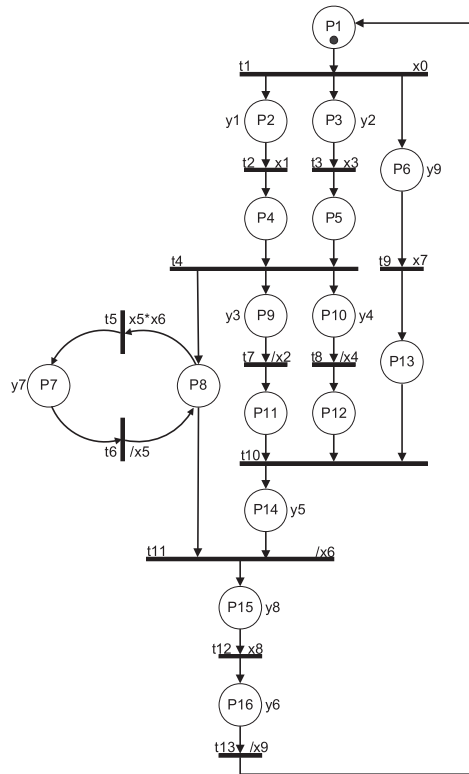 P1
t1 x0
y1 P2 P3 y2
P6 y9
t2 x1 t3 x3
P4 P5
t4 t9 x7
y3 P9 P10 y4
t5 x5*x6
t7 /x2 t8 /x4
P13
y7 P7 P8
P11 P12
t6 /x5
t10
P14 y5
t11 /x6
P15 y8
t12 x8
P16 y6
t13 /x9